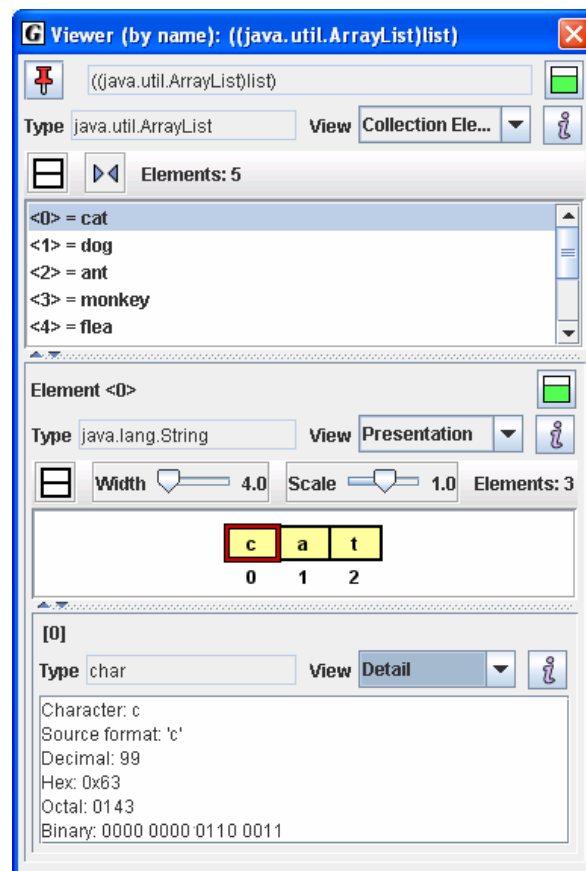 G Viewer (by name): ((java.util.ArrayList)list)
((java.util.ArrayList)list)
Type java.util.ArrayList View Collection Ele...
Elements: 5
<0> = cat
<1> = dog
<2> = ant
<3> = monkey
<4> = flea
Element <0>
Type java.lang.String View Presentation
Width 4.0 Scale 1.0 Elements: 3
c a t
0 1 2
[0]
Type char View Detail
Character: c
Source format: 'c'
Decimal: 99
Hex: 0x63
Octal: 0143
Binary: 0000 0000 0110 0011